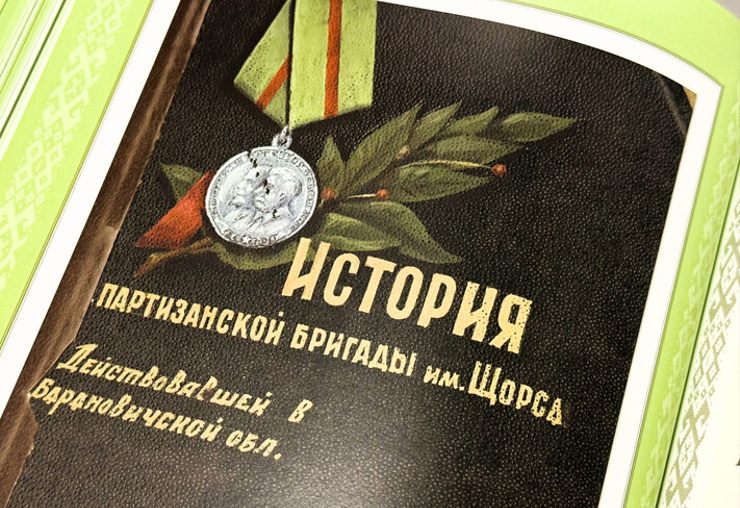 История
партизанской бригады им. Щорса
Действовавшей в
Барановичской обл.